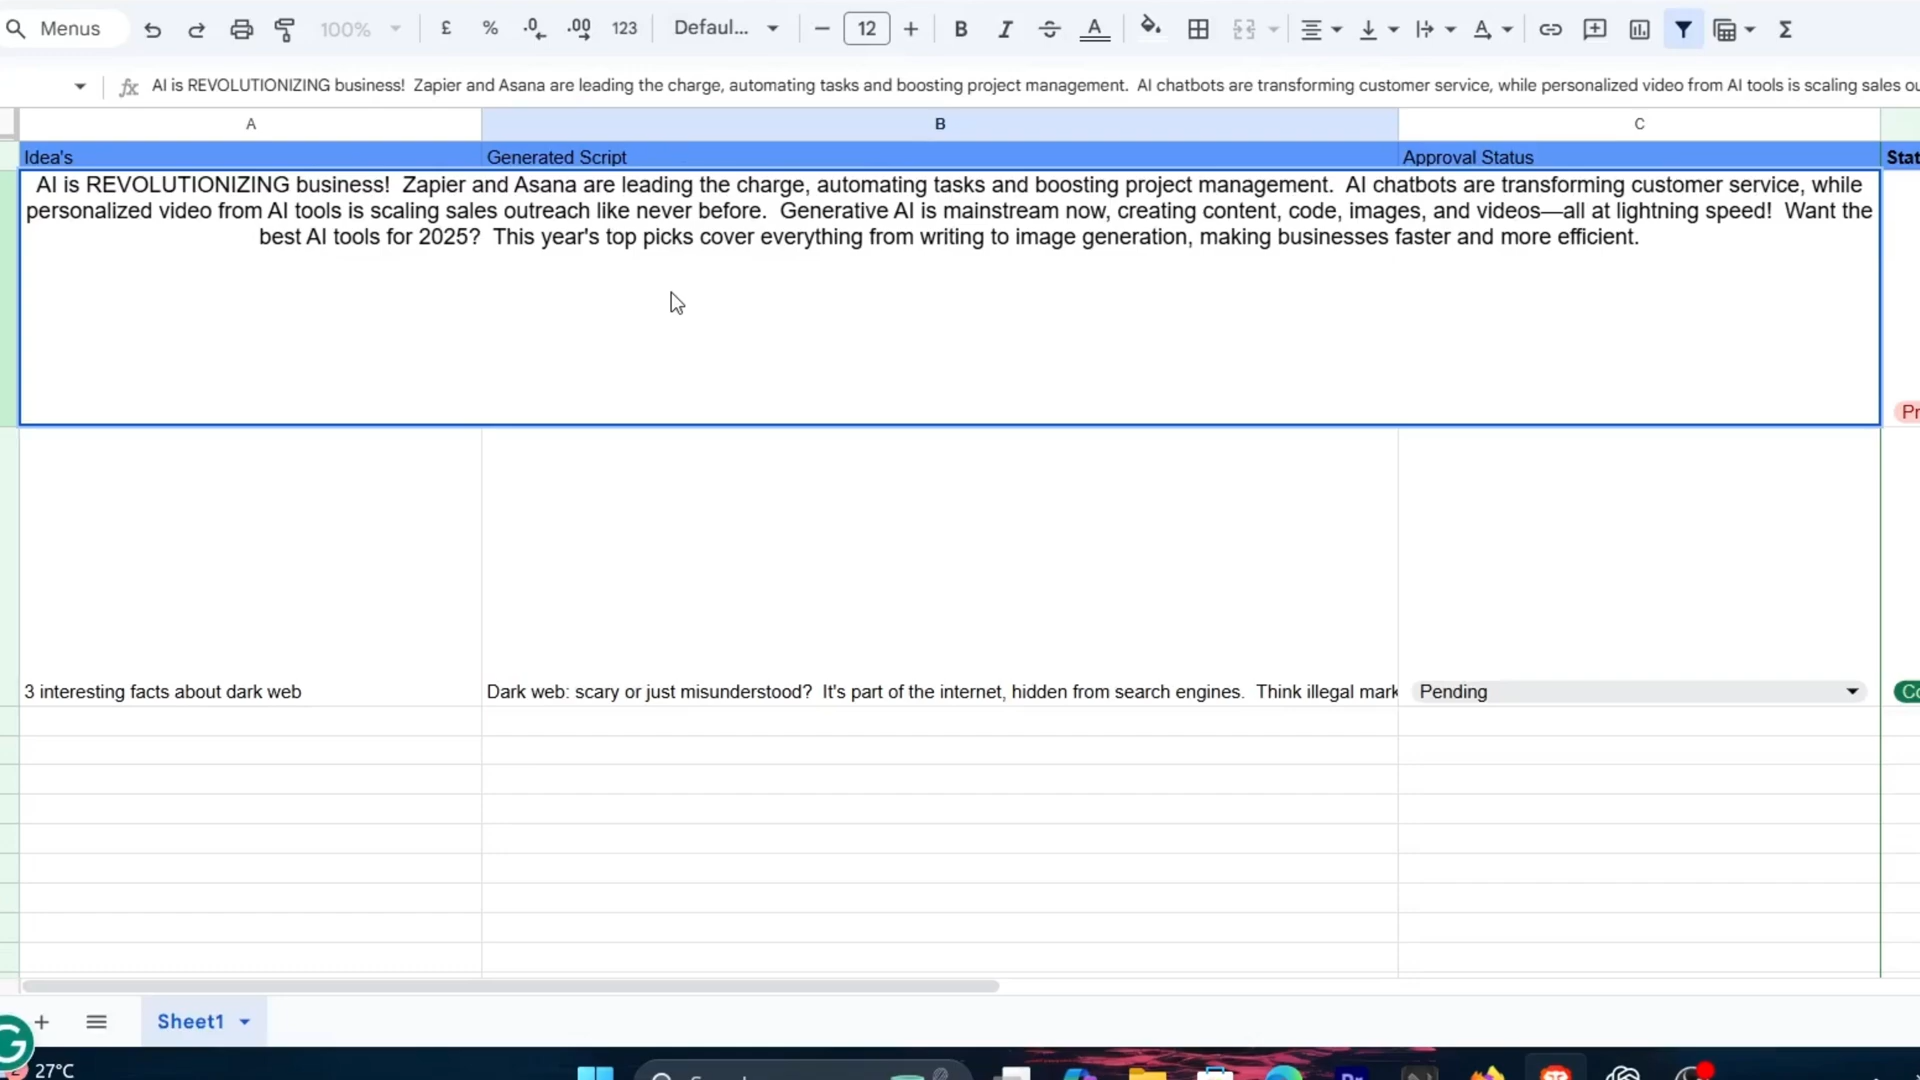 Menus
100%
£
%
.0
.00
123
Defaul...
12
B
I
A
A
Σ
fx
AI is REVOLUTIONIZING business!  Zapier and Asana are leading the charge, automating tasks and boosting project management.  AI chatbots are transforming customer service, while personalized video from AI tools is scaling sales ou
A
B
C
Idea's
Generated Script
Approval Status
Stat
AI is REVOLUTIONIZING business!  Zapier and Asana are leading the charge, automating tasks and boosting project management.  AI chatbots are transforming customer service, while
personalized video from AI tools is scaling sales outreach like never before.  Generative AI is mainstream now, creating content, code, images, and videos—all at lightning speed!  Want the
best AI tools for 2025?  This year's top picks cover everything from writing to image generation, making businesses faster and more efficient.
Pr
3 interesting facts about dark web
Dark web: scary or just misunderstood?  It's part of the internet, hidden from search engines.  Think illegal mark
Pending
Co
Sheet1
27°C
Pr